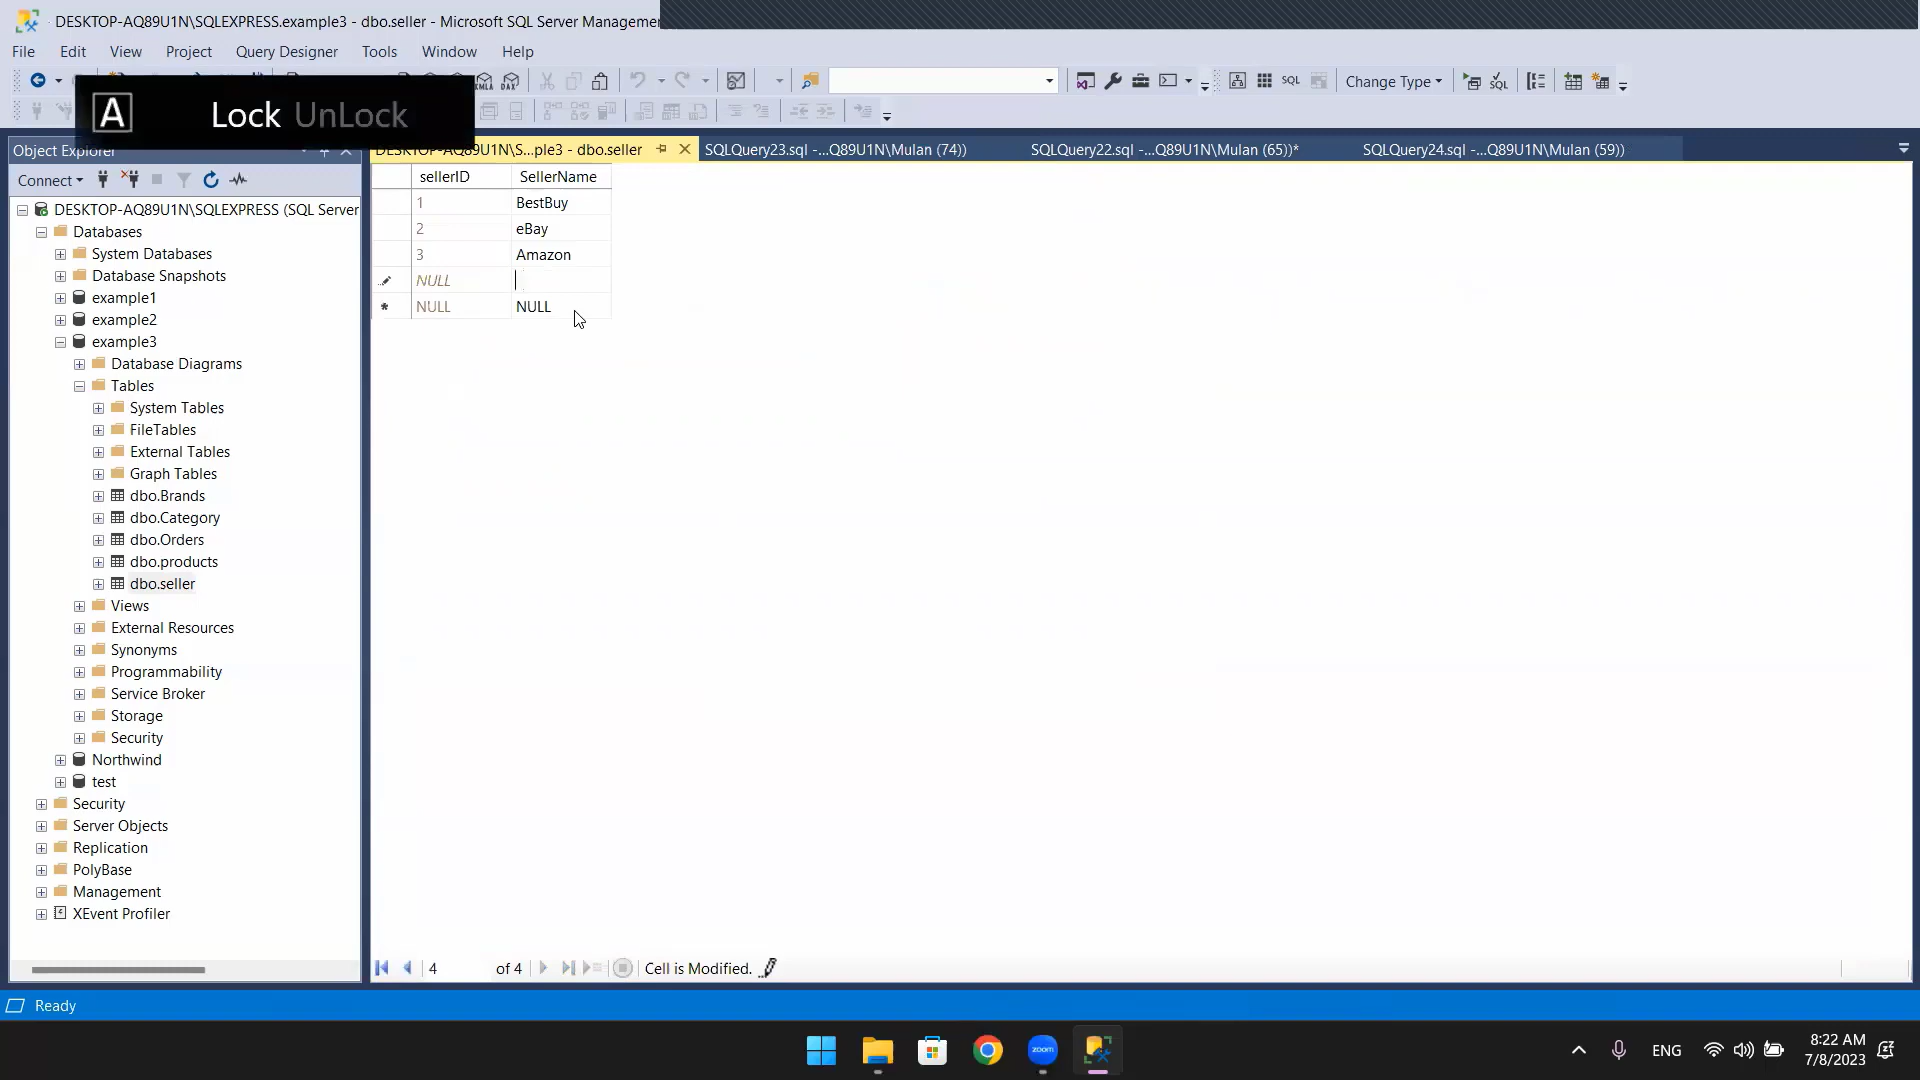 DESKTOP-AQ89U1N\SQLEXPRESS.example3 - dbo.seller - Microsoft SQL Server Manageme
File Edit View Project Query Designer Tools Window Help
SQL Change Type
A Lock UnLock
Object Explorer
DESKTOP-AQ89U1N\S...ple3 - dbo.seller
SQLQuery23.sql -...Q89U1N\Mulan (74))
SQLQuery22.sql -...Q89U1N\Mulan (65))*
SQLQuery24.sql -...Q89U1N\Mulan (59))
Connect
DESKTOP-AQ89U1N\SQLEXPRESS (SQL Server
Databases
System Databases
Database Snapshots
example1
example2
example3
Database Diagrams
Tables
System Tables
FileTables
External Tables
Graph Tables
dbo.Brands
dbo.Category
dbo.Orders
dbo.products
dbo.seller
Views
External Resources
Synonyms
Programmability
Service Broker
Storage
Security
Northwind
test
Security
Server Objects
Replication
PolyBase
Management
XEvent Profiler
sellerID SellerName
1 BestBuy
2 eBay
3 Amazon
NULL
* NULL NULL
4 of 4 Cell is Modified.
Ready
zoom
ENG
8:22 AM
7/8/2023